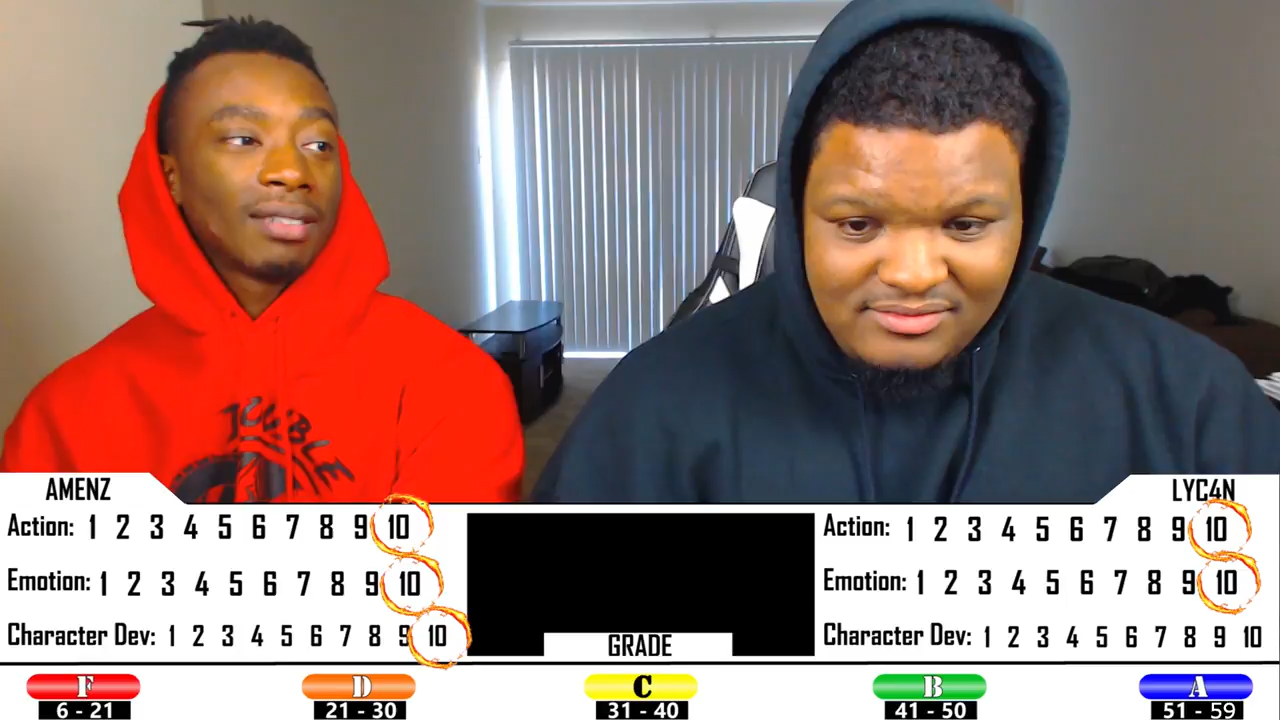 JOUBLE
AMENZ
Action: 1 2 3 4 5 6 7 8 9 10
Emotion: 1 2 3 4 5 6 7 8 9 10
Character Dev: 1 2 3 4 5 6 7 8 9 10
GRADE
LYC4N
Action: 1 2 3 4 5 6 7 8 9 10
Emotion: 1 2 3 4 5 6 7 8 9 10
Character Dev: 1 2 3 4 5 6 7 8 9 10
F
6 - 21
D
21 - 30
C
31 - 40
B
41 - 50
A
51 - 59